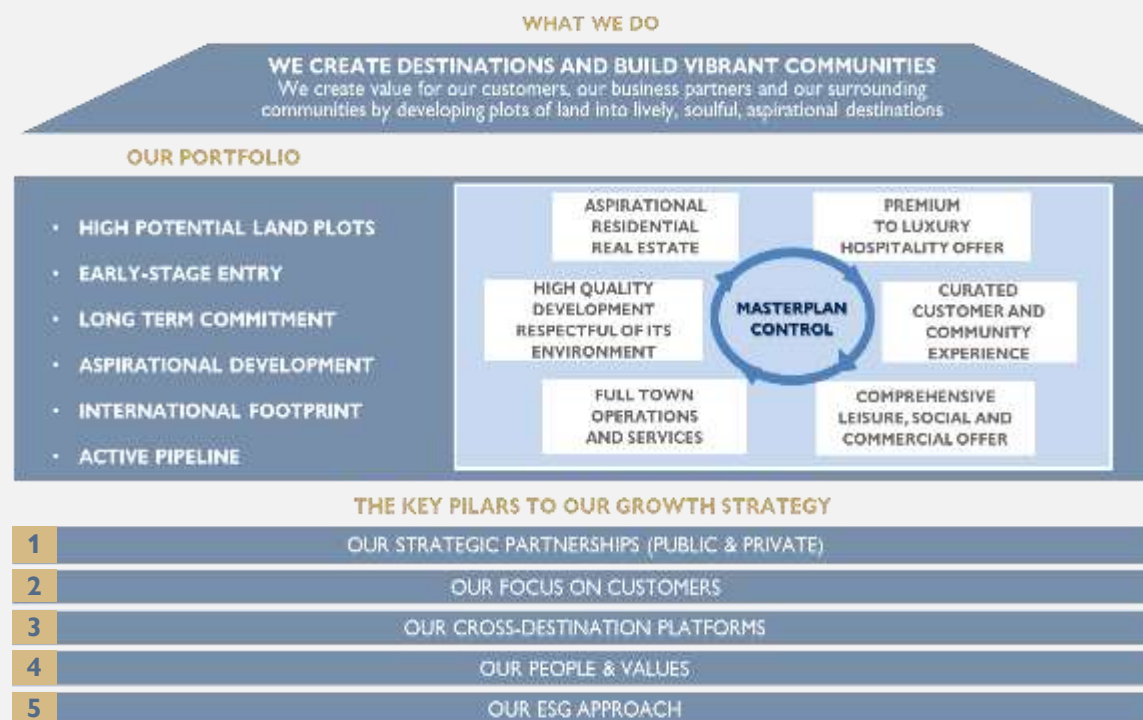 WHAT WE DO
WE CREATE DESTINATIONS AND BUILD VIBRANT COMMUNITIES
We create value for our customers, our business partners and our surrounding
communities by developing plots of land into lively, soulful, aspirational destinations
OUR PORTFOLIO
• HIGH POTENTIAL LAND PLOTS
• EARLY-STAGE ENTRY
• LONG TERM COMMITMENT
• ASPIRATIONAL DEVELOPMENT
• INTERNATIONAL FOOTPRINT
• ACTIVE PIPELINE
ASPIRATIONAL
RESIDENTIAL
REAL ESTATE
PREMIUM
TO LUXURY
HOSPITALITY OFFER
HIGH QUALITY
DEVELOPMENT
RESPECTFUL OF ITS
ENVIRONMENT
MASTERPLAN
CONTROL
CURATED
CUSTOMER AND
COMMUNITY
EXPERIENCE
FULL TOWN
OPERATIONS
AND SERVICES
COMPREHENSIVE
LEISURE, SOCIAL AND
COMMERCIAL OFFER
THE KEY PILARS TO OUR GROWTH STRATEGY
1 OUR STRATEGIC PARTNERSHIPS (PUBLIC & PRIVATE)
2 OUR FOCUS ON CUSTOMERS
3 OUR CROSS-DESTINATION PLATFORMS
4 OUR PEOPLE & VALUES
5 OUR ESG APPROACH